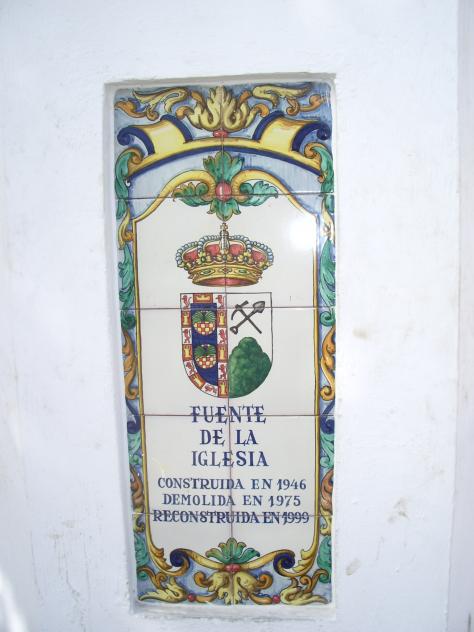 FUENTE
DE LA
IGLESIA
CONSTRUIDA EN 1946
DEMOLIDA EN 1975
RECONSTRUIDA EN 1999